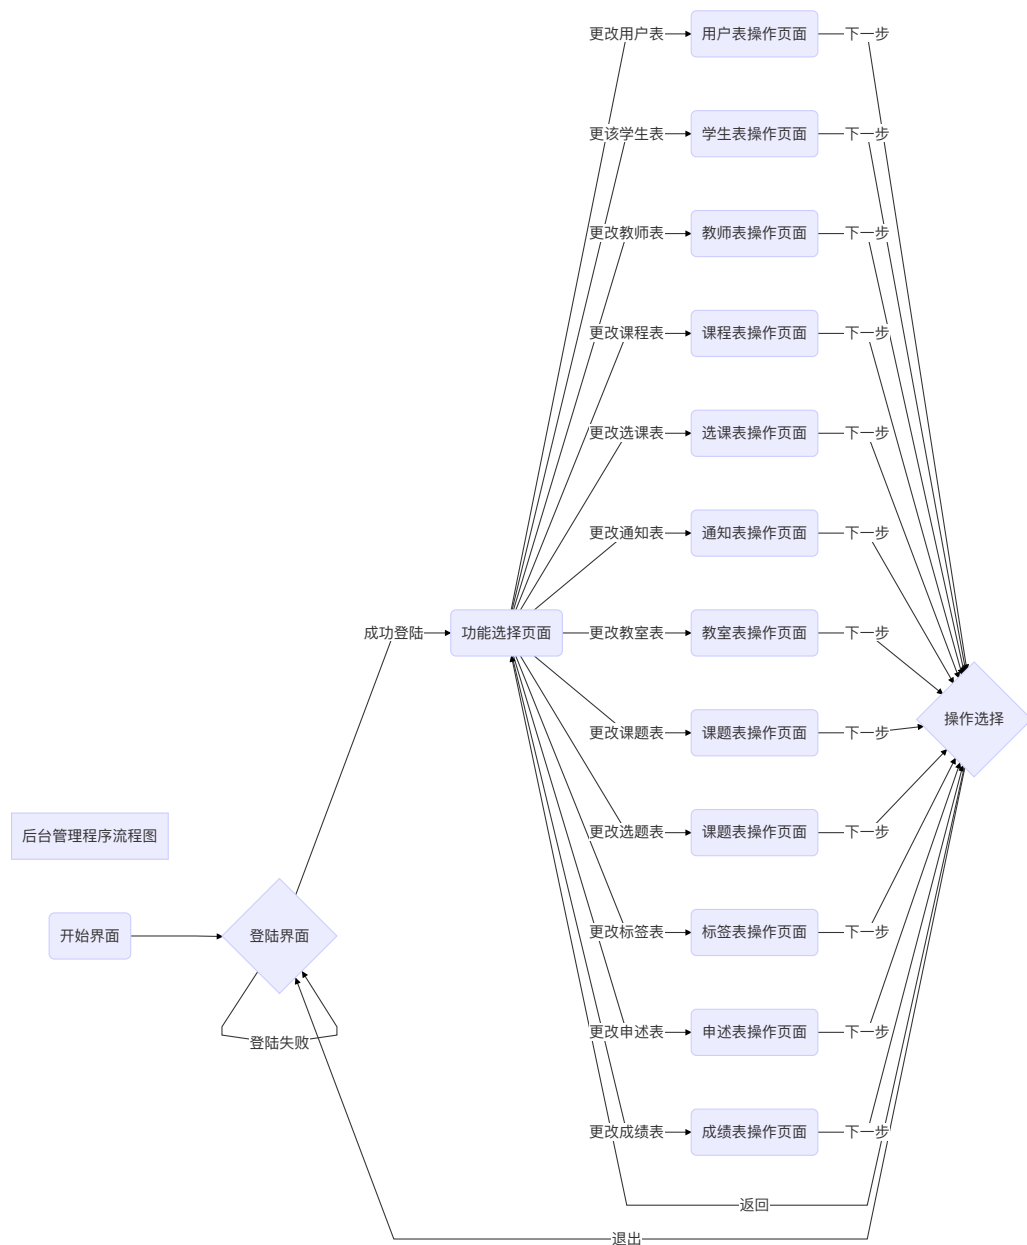 更改用户表
用户表操作页面
下一步
更该学生表
学生表操作页面
下一步
更改教师表
教师表操作页面
下一步
更改课程表
课程表操作页面
下一步
更改选课表
选课表操作页面
下一步
更改通知表
通知表操作页面
下一步
成功登陆
功能选择页面
更改教室表
教室表操作页面
下一步
操作选择
更改课题表
课题表操作页面
下一步
后台管理程序流程图
更改选题表
课题表操作页面
下一步
开始界面
登陆界面
更改标签表
标签表操作页面
下一步
登陆失败
更改申述表
申述表操作页面
下一步
更改成绩表
成绩表操作页面
下一步
返回
退出